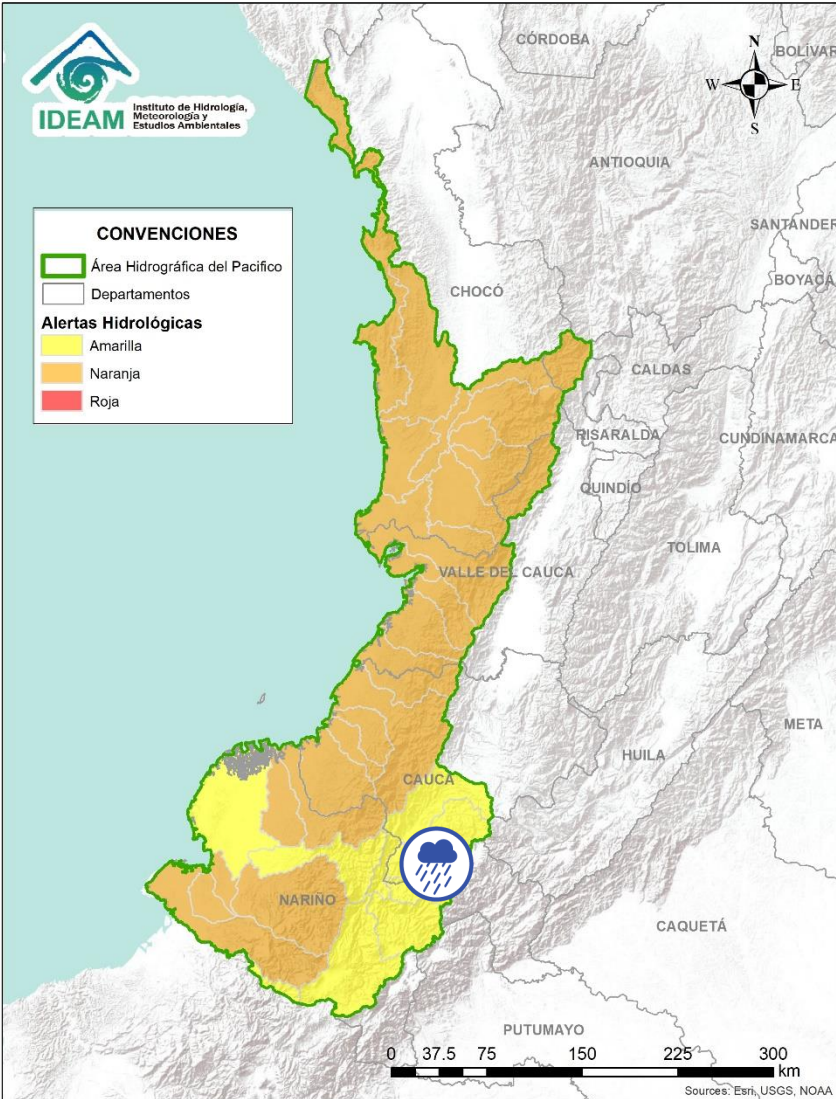 IDEAM
Instituto de Hidrología,
Meteorología y
Estudios Ambientales
CÓRDOBA
BOLÍVAR
N
W
E
S
ANTIOQUIA
SANTANDER
BOYACÁ
CONVENCIONES
Área Hidrográfica del Pacifico
Departamentos
Alertas Hidrológicas
Amarilla
Naranja
Roja
CHOCÓ
CALDAS
RISARALDA
CUNDINAMARCA
QUINDÍO
TOLIMA
VALLE DEL CAUCA
META
HUILA
CAUCA
NARIÑO
CAQUETÁ
PUTUMAYO
0 37.5 75 150 225 300
km
Sources: Esri, USGS, NOAA